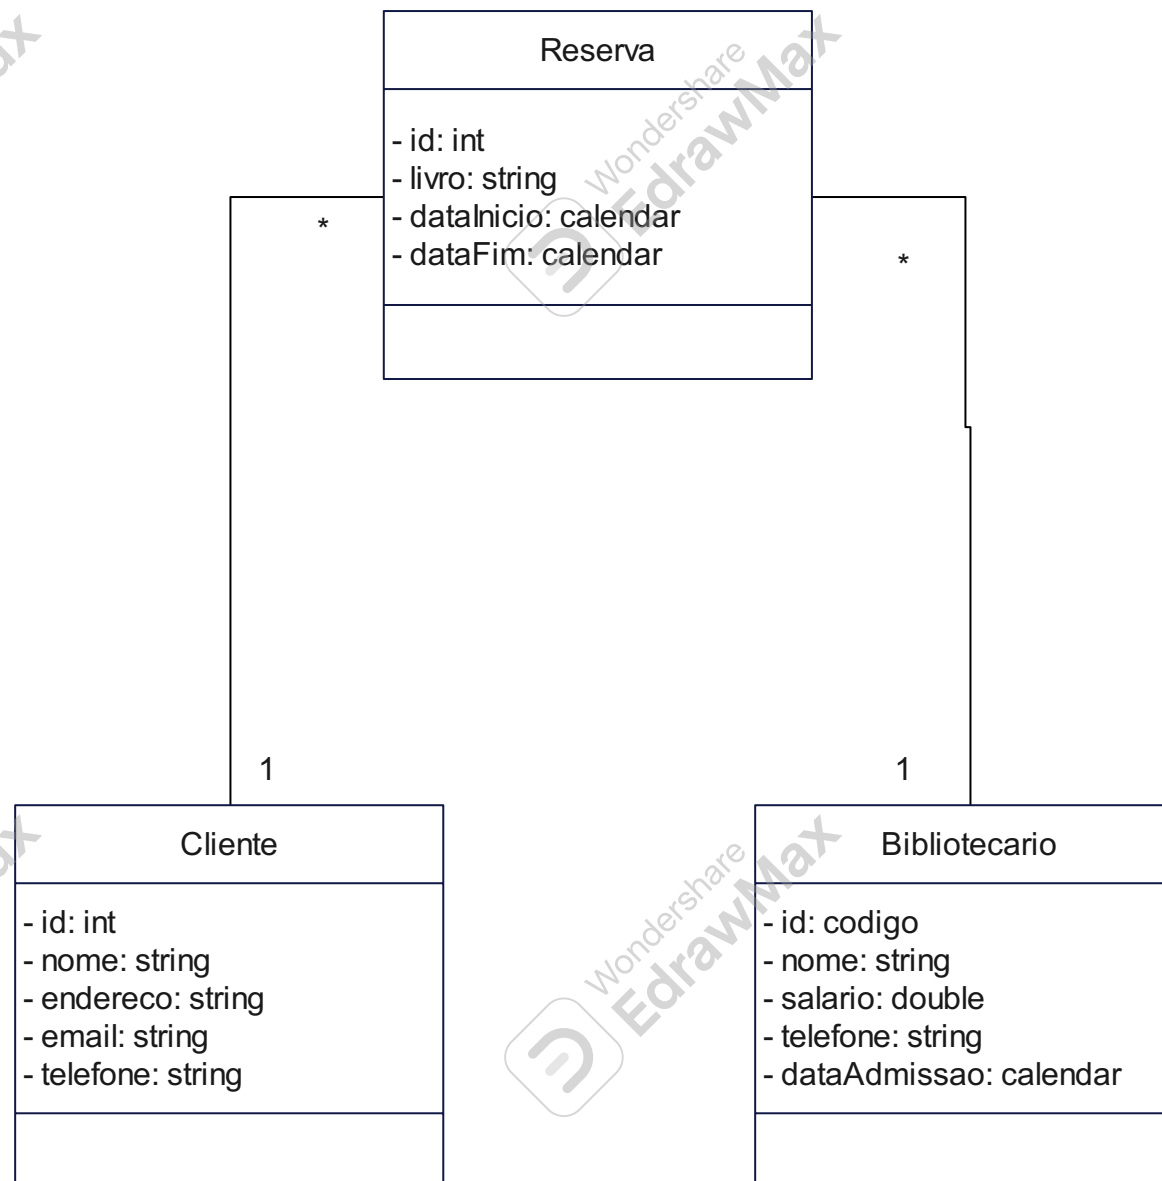 Reserva
- id: int
- livro: string
- dataInicio: calendar
- dataFim: calendar
*
*
1
1
Cliente
- id: int
- nome: string
- endereco: string
- email: string
- telefone: string
Bibliotecario
- id: codigo
- nome: string
- salario: double
- telefone: string
- dataAdmissao: calendar
Wondershare
EdrawMax
Wondershare
EdrawMax